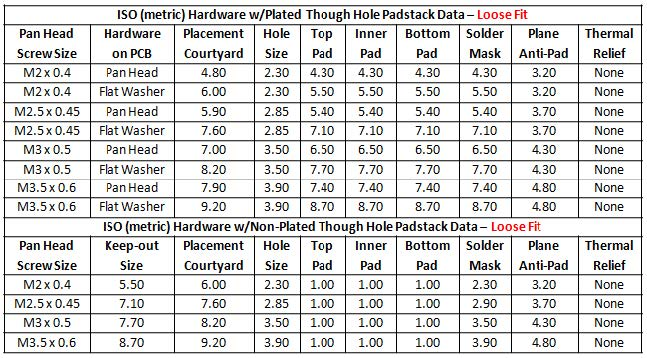 ISO (metric) Hardware w/Plated Though Hole Padstack Data – Loose Fit
Pan Head Hardware Placement Hole Top Inner Bottom Solder Plane Thermal
Screw Size on PCB Courtyard Size Pad Pad Pad Mask Anti-Pad Relief
M2 x 0.4 Pan Head 4.80 2.30 4.30 4.30 4.30 4.30 3.20 None
M2 x 0.4 Flat Washer 6.00 2.30 5.50 5.50 5.50 5.50 3.20 None
M2.5 x 0.45 Pan Head 5.90 2.85 5.40 5.40 5.40 5.40 3.70 None
M2.5 x 0.45 Flat Washer 7.60 2.85 7.10 7.10 7.10 7.10 3.70 None
M3 x 0.5 Pan Head 7.00 3.50 6.50 6.50 6.50 6.50 4.30 None
M3 x 0.5 Flat Washer 8.20 3.50 7.70 7.70 7.70 7.70 4.30 None
M3.5 x 0.6 Pan Head 7.90 3.90 7.40 7.40 7.40 7.40 4.80 None
M3.5 x 0.6 Flat Washer 9.20 3.90 8.70 8.70 8.70 8.70 4.80 None
ISO (metric) Hardware w/Non-Plated Though Hole Padstack Data – Loose Fit
Pan Head Keep-out Placement Hole Top Inner Bottom Solder Plane Thermal
Screw Size Size Courtyard Size Pad Pad Pad Mask Anti-Pad Relief
M2 x 0.4 5.50 6.00 2.30 1.00 1.00 1.00 2.30 3.20 None
M2.5 x 0.45 7.10 7.60 2.85 1.00 1.00 1.00 2.90 3.70 None
M3 x 0.5 7.70 8.20 3.50 1.00 1.00 1.00 3.50 4.30 None
M3.5 x 0.6 8.70 9.20 3.90 1.00 1.00 1.00 3.90 4.80 None